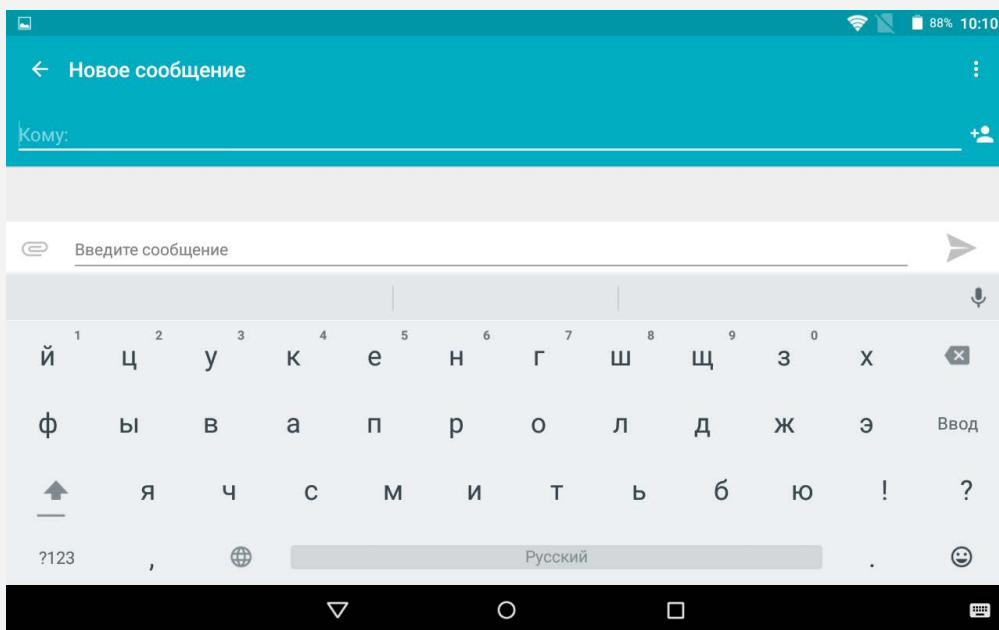 88% 10:10
Новое сообщение
Кому:
Введите сообщение
1 2 3 4 5 6 7 8 9 0
й ц у к е н г ш щ з х
ф ы в а п р о л д ж э Ввод
я ч с м и т ь б ю ! ?
?123 , Русский .